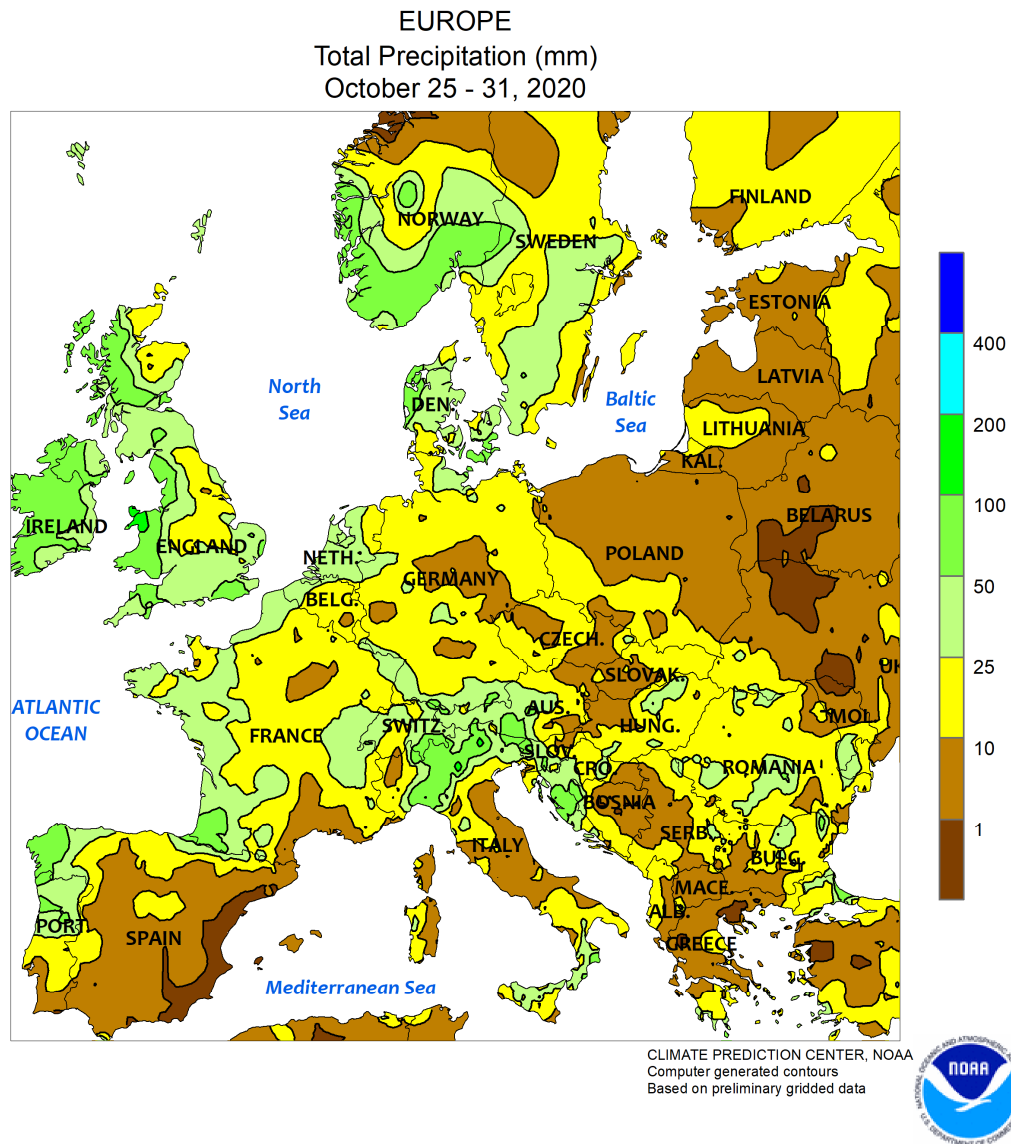 EUROPE
Total Precipitation (mm)
October 25 - 31, 2020
FINLAND
NORWAY
SWEDEN
ESTONIA
400
LATVIA
North
Sea
Baltic
Sea
DEN.
LITHUANIA
200
KAL.
100
BELARUS
IRELAND
ENGLAND
NETH.
POLAND
GERMANY
50
BELG.
CZECH.
25
SLOVAK.
ATLANTIC
OCEAN
AUS.
MOL.
SWITZ.
HUNG.
FRANCE
10
SLOV.
CRO.
ROMANIA
BOSNIA
SERB.
1
ITALY
BULG.
MACE.
ALB.
PORT.
SPAIN
GREECE
Mediterranean Sea
CLIMATE PREDICTION CENTER, NOAA
Computer generated contours
Based on preliminary gridded data
NOAA